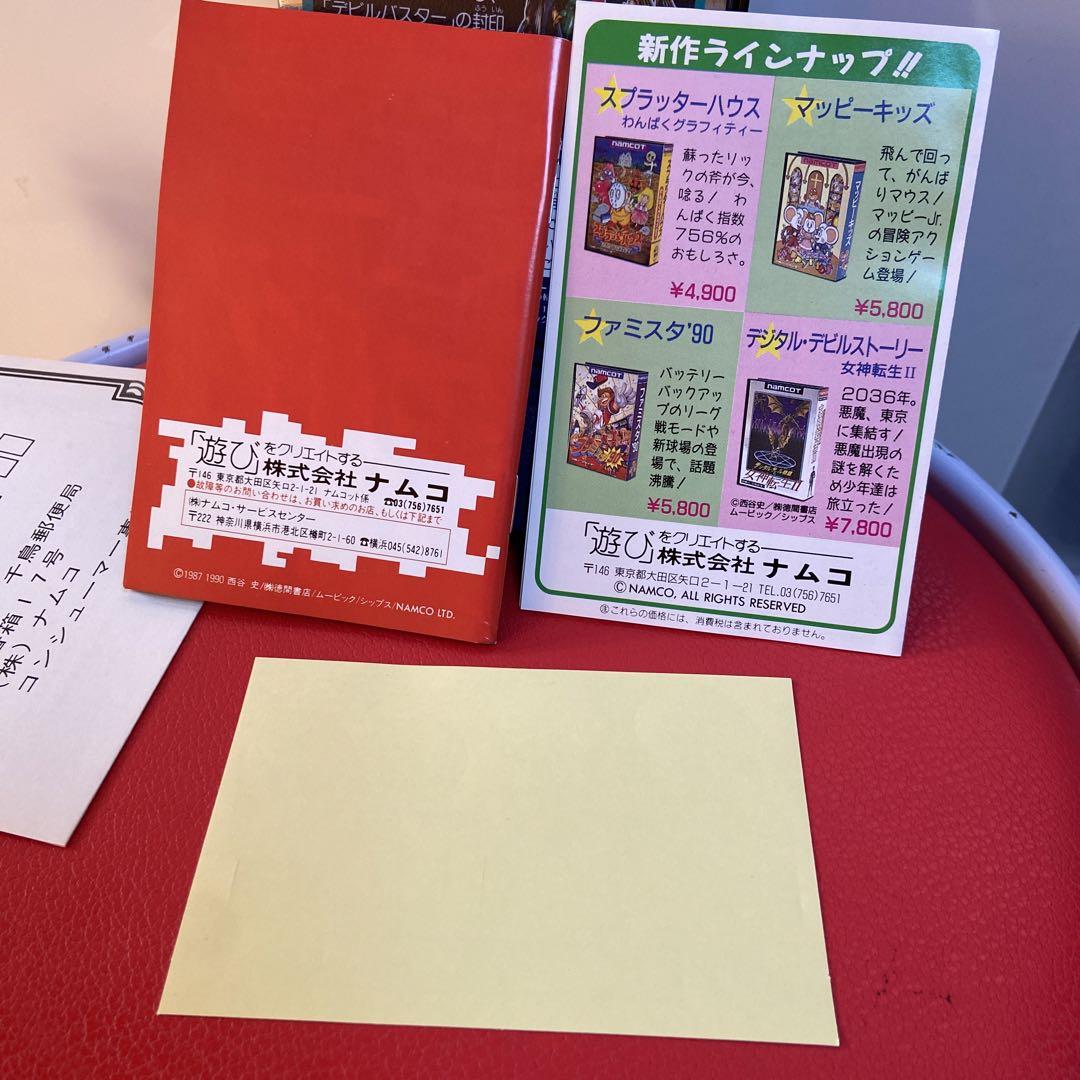 「デビルバスター」の封印
ふういん
「遊び」をクリエイトする
株式会社 ナムコ
〒146 東京都大田区矢口2-1-21 ナムコット係 ☎03(756)7651
●故障等のお問い合わせは、お買い求めのお店、もしくは下記まで
㈱ナムコ・サービスセンター
〒222 神奈川県横浜市港北区樽町2-1-60 ☎横浜045(542)8761
©1987 1990 西谷 史/㈱徳間書店/ムービック/シップス/NAMCO LTD.
新作ラインナップ!!
スプラッターハウス
わんぱくグラフィティー
namcot
蘇ったリッ
クの斧が今、
唸る! わ
んぱく指数
756%の
おもしろさ。
¥4,900
マッピーキッズ
namcot
マッピーキッズ
飛んで回っ
て、がんば
りマウス!
マッピーJr.
の冒険アク
ションゲー
ム登場!
¥5,800
ファミスタ'90
namcot
バッテリー
バックアッ
プのリーグ
戦モードや
新球場の登
場で、話題
沸騰!
¥5,800
デジタル・デビルストーリー
女神転生II
namcot
女神転生II
2036年。
悪魔、東京
に集結す!
悪魔出現の
謎を解くた
め少年達は
旅立った!
©西谷史/㈱徳間書店
ムービック/シップス
¥7,800
「遊び」をクリエイトする
株式会社 ナムコ
〒146 東京都大田区矢口2-1-21 TEL.03(756)7651
© NAMCO, ALL RIGHTS RESERVED
㊟これらの価格には、消費税は含まれておりません。
千鳥郵便局